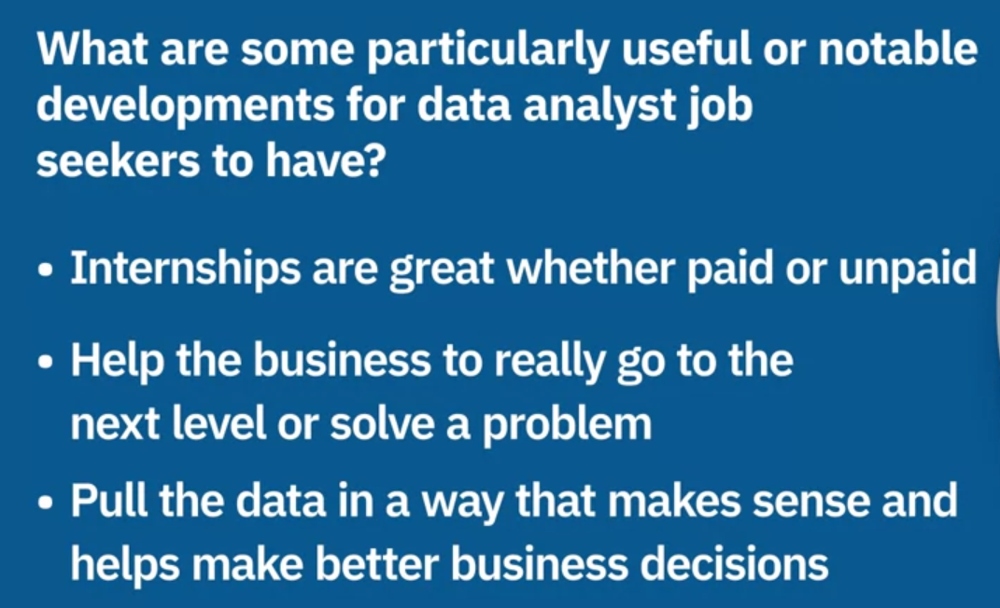 What are some particularly useful or notable
developments for data analyst job
seekers to have?
• Internships are great whether paid or unpaid
• Help the business to really go to the
next level or solve a problem
• Pull the data in a way that makes sense and
helps make better business decisions